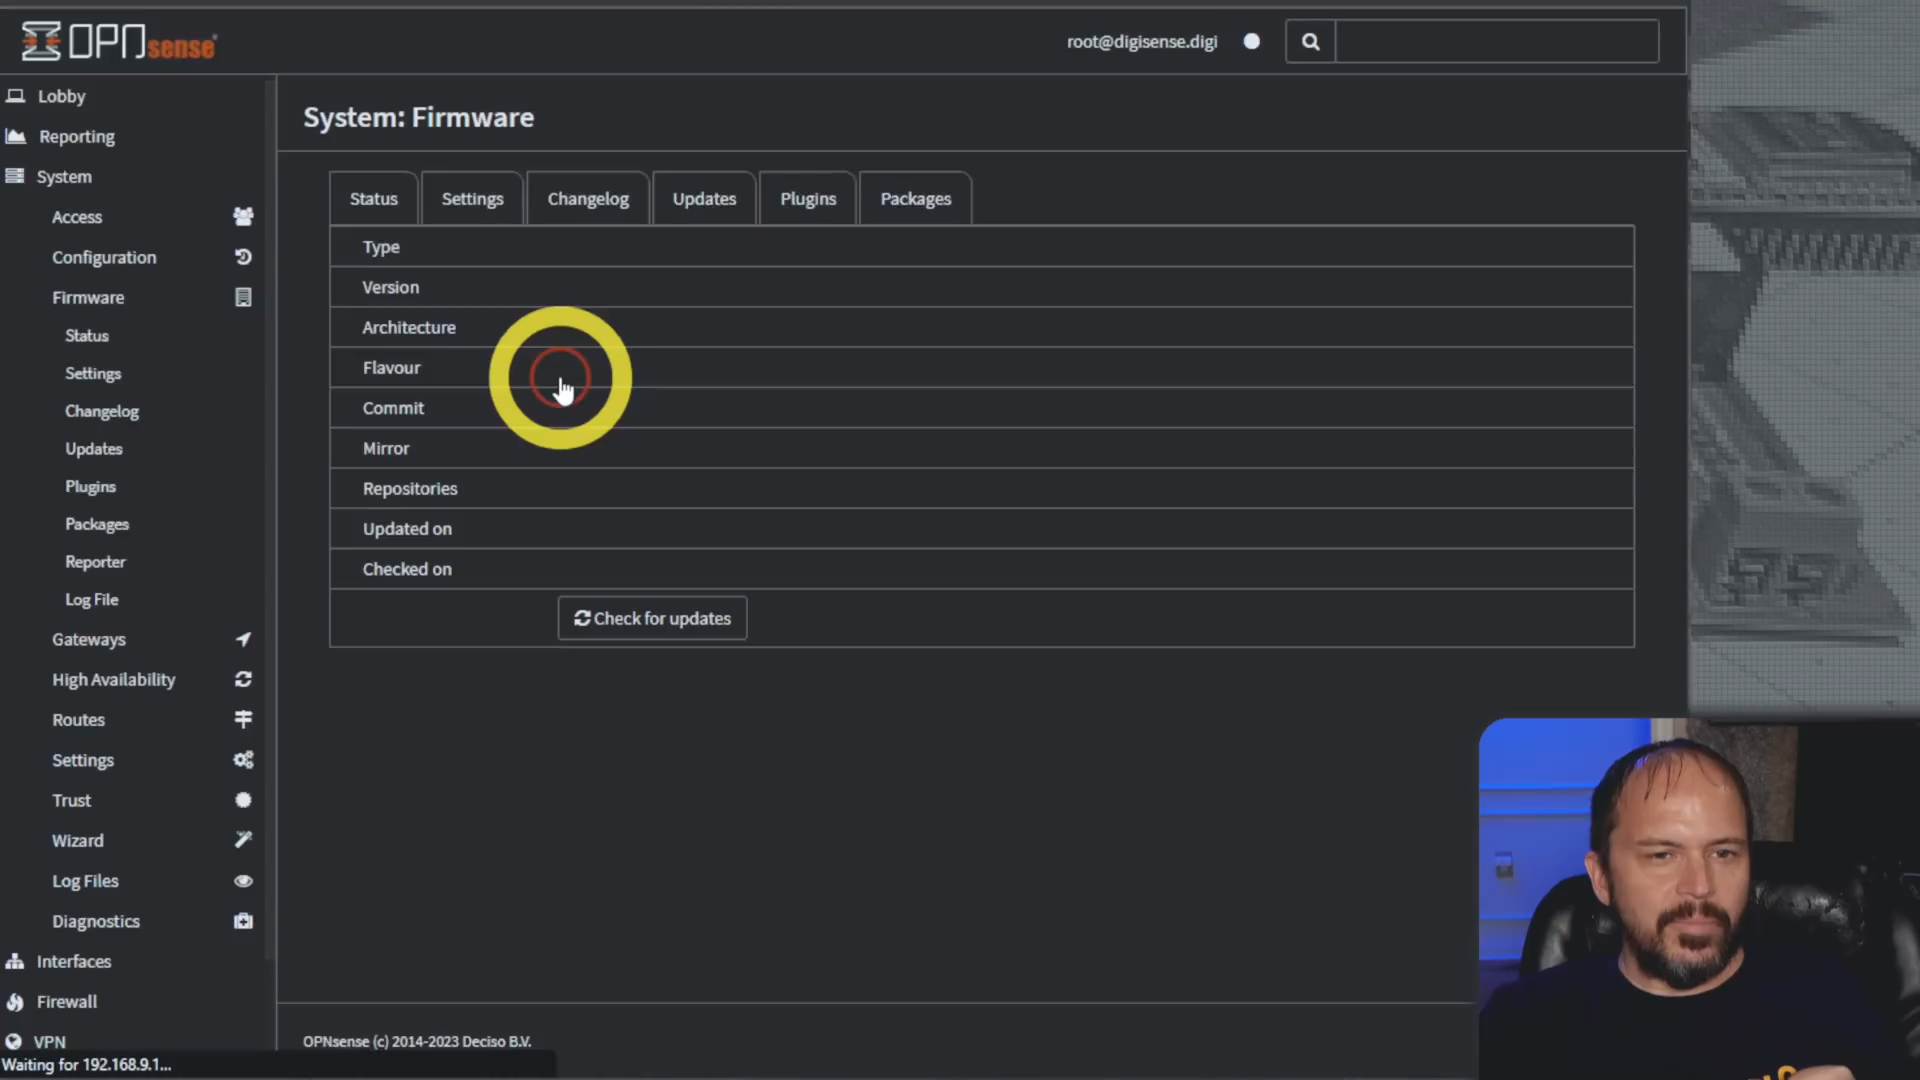 OPNsense
root@digisense.digi
Lobby
Reporting
System
Access
Configuration
Firmware
Status
Settings
Changelog
Updates
Plugins
Packages
Reporter
Log File
Gateways
High Availability
Routes
Settings
Trust
Wizard
Log Files
Diagnostics
Interfaces
Firewall
VPN
Waiting for 192.168.9.1...
System: Firmware
Status Settings Changelog Updates Plugins Packages
Type
Version
Architecture
Flavour
Commit
Mirror
Repositories
Updated on
Checked on
Check for updates
OPNsense (c) 2014-2023 Deciso B.V.